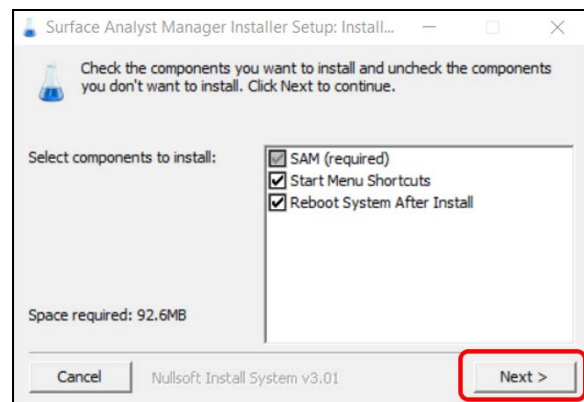 Surface Analyst Manager Installer Setup: Install...
Check the components you want to install and uncheck the components
you don't want to install. Click Next to continue.
Select components to install:
SAM (required)
Start Menu Shortcuts
Reboot System After Install
Space required: 92.6MB
Cancel
Nullsoft Install System v3.01
Next >